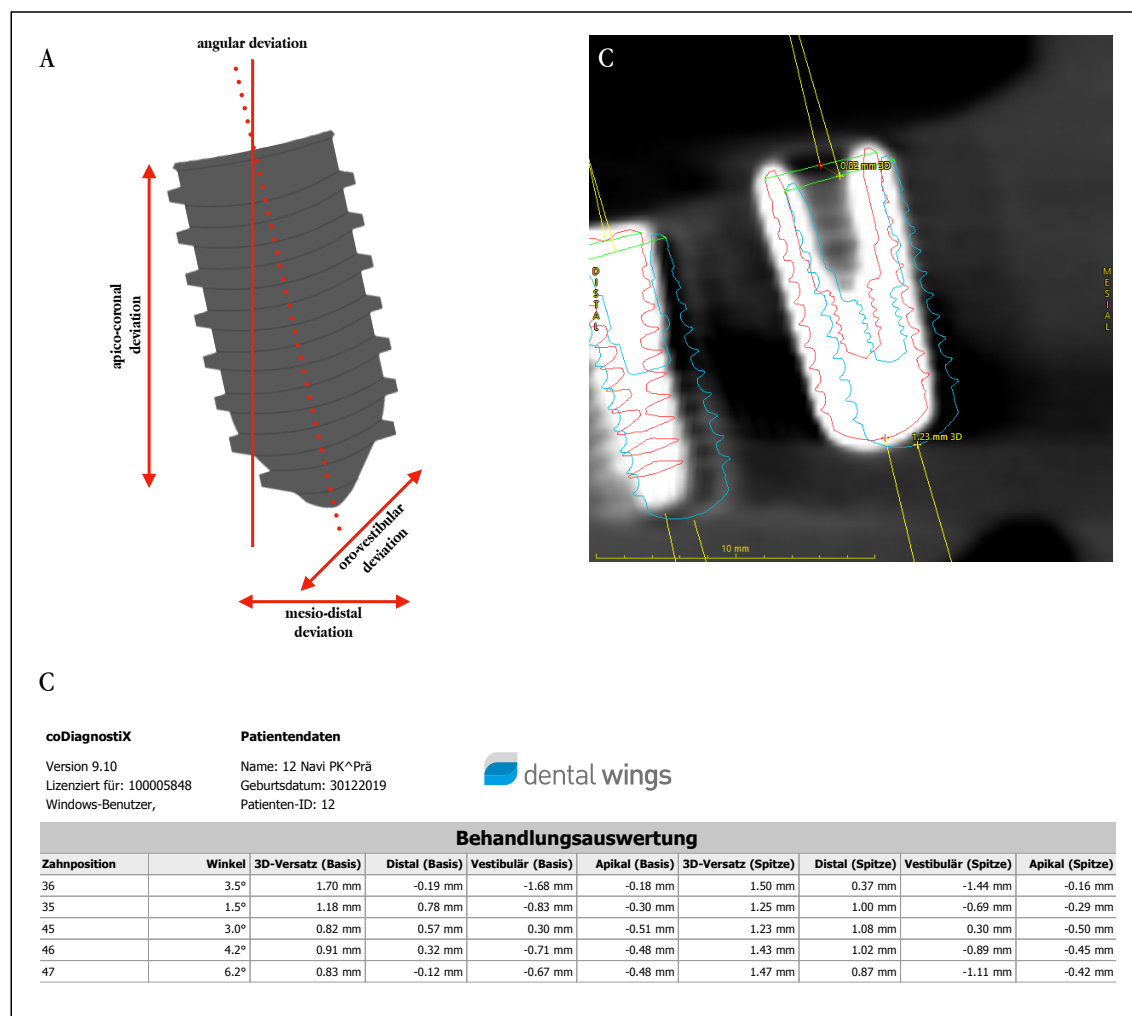 A
angular deviation
apico-coronal
deviation
oro-vestibular
deviation
mesio-distal
deviation
C
0.82 mm 3D
DISTAL
MESIAL
1.23 mm 3D
10 mm
C
coDiagnostiX
Version 9.10
Lizenziert für: 100005848
Windows-Benutzer,
Patientendaten
Name: 12 Navi PK^Prä
Geburtsdatum: 30122019
Patienten-ID: 12
dental wings
Behandlungsauswertung
Zahnposition Winkel 3D-Versatz (Basis) Distal (Basis) Vestibulär (Basis) Apikal (Basis) 3D-Versatz (Spitze) Distal (Spitze) Vestibulär (Spitze) Apikal (Spitze)
36 3.5° 1.70 mm -0.19 mm -1.68 mm -0.18 mm 1.50 mm 0.37 mm -1.44 mm -0.16 mm
35 1.5° 1.18 mm 0.78 mm -0.83 mm -0.30 mm 1.25 mm 1.00 mm -0.69 mm -0.29 mm
45 3.0° 0.82 mm 0.57 mm 0.30 mm -0.51 mm 1.23 mm 1.08 mm 0.30 mm -0.50 mm
46 4.2° 0.91 mm 0.32 mm -0.71 mm -0.48 mm 1.43 mm 1.02 mm -0.89 mm -0.45 mm
47 6.2° 0.83 mm -0.12 mm -0.67 mm -0.48 mm 1.47 mm 0.87 mm -1.11 mm -0.42 mm